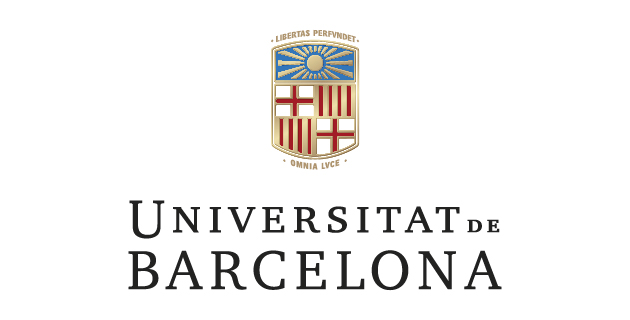 · LIBERTAS PERFVNDET ·
· OMNIA LVCE ·
UNIVERSITAT DE
BARCELONA